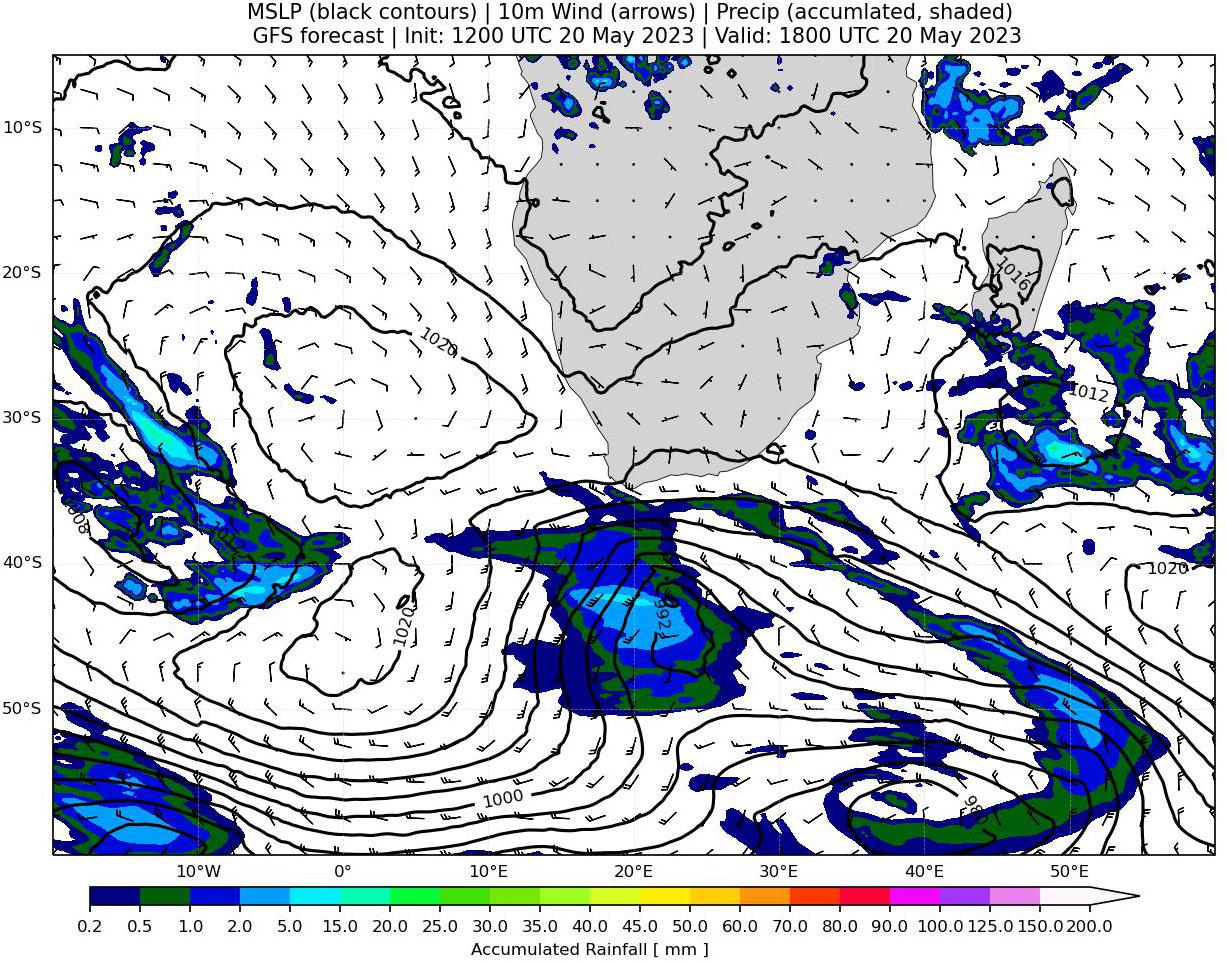 MSLP (black contours) | 10m Wind (arrows) | Precip (accumlated, shaded)
GFS forecast | Init: 1200 UTC 20 May 2023 | Valid: 1800 UTC 20 May 2023
10°S
20°S
1016
1020
1012
30°S
1008
1012
40°S
1020
992
1020
50°S
1000
10°W 0° 10°E 20°E 30°E 40°E 50°E
0.2 0.5 1.0 2.0 5.0 10.0 15.0 20.0 25.0 30.0 35.0 40.0 45.0 50.0 60.0 70.0 80.0 90.0 100.0 125.0 150.0 200.0
Accumulated Rainfall [ mm ]